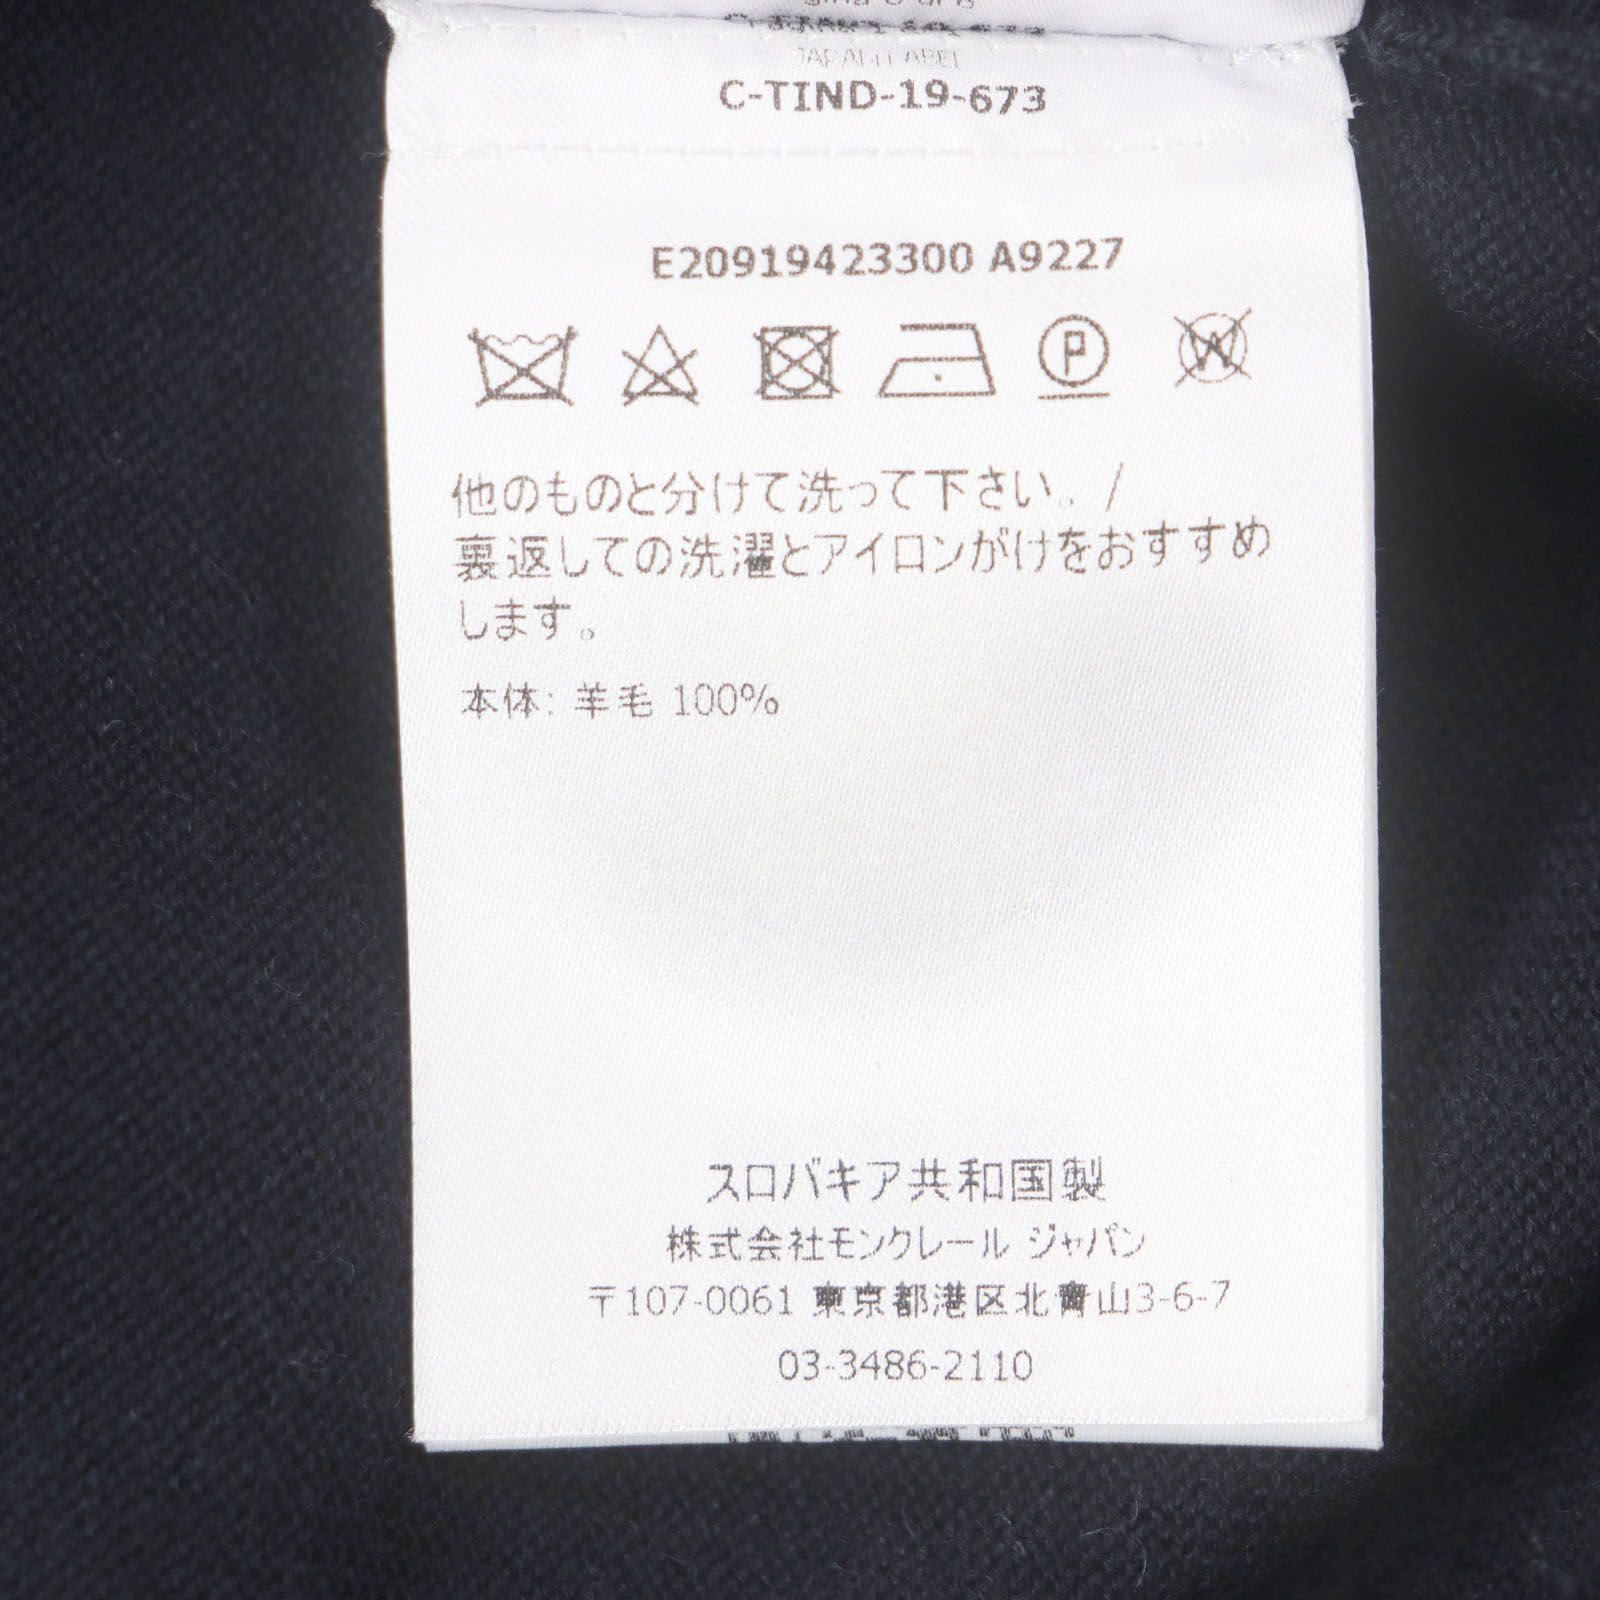 JAPAN LABEL
C-TIND-19-673
E20919423300 A9227
P
W
他のものと分けて洗って下さい。/
裏返しての洗濯とアイロンがけをおすすめ
します。
本体: 羊毛 100%
スロバキア共和国製
株式会社モンクレール ジャパン
〒107-0061 東京都港区北青山3-6-7
03-3486-2110